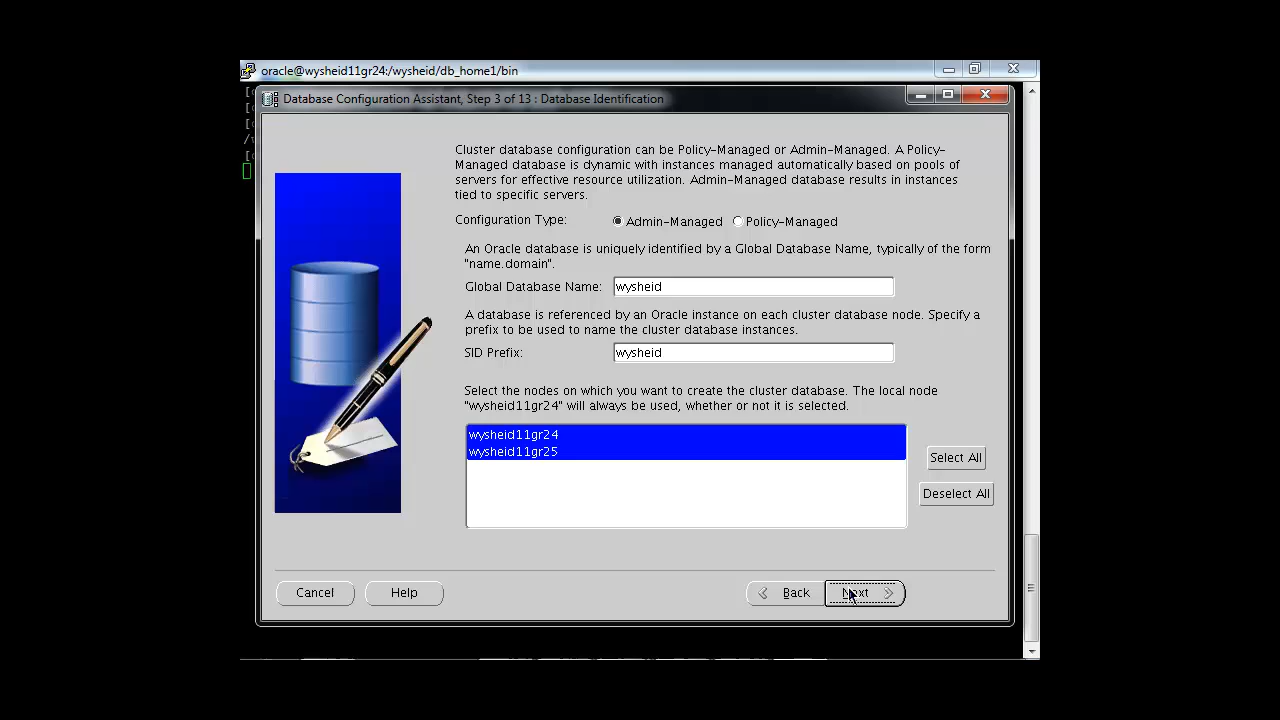 oracle@wysheid11gr24:/wysheid/db_home1/bin
Database Configuration Assistant, Step 3 of 13 : Database Identification
Cluster database configuration can be Policy-Managed or Admin-Managed. A Policy-
Managed database is dynamic with instances managed automatically based on pools of
servers for effective resource utilization. Admin-Managed database results in instances
tied to specific servers.
Configuration Type: Admin-Managed Policy-Managed
An Oracle database is uniquely identified by a Global Database Name, typically of the form
"name.domain".
Global Database Name: wysheid
A database is referenced by an Oracle instance on each cluster database node. Specify a
prefix to be used to name the cluster database instances.
SID Prefix: wysheid
Select the nodes on which you want to create the cluster database. The local node
"wysheid11gr24" will always be used, whether or not it is selected.
wysheid11gr24
wysheid11gr25
Select All
Deselect All
Cancel Help Back Next